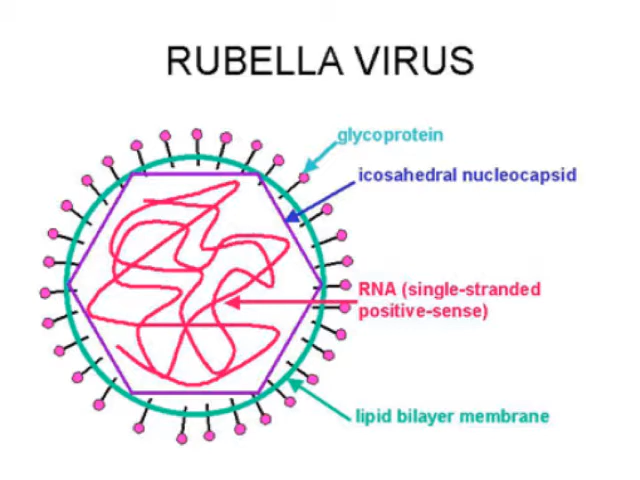 RUBELLA VIRUS
glycoprotein
icosahedral nucleocapsid
RNA (single-stranded
positive-sense)
lipid bilayer membrane